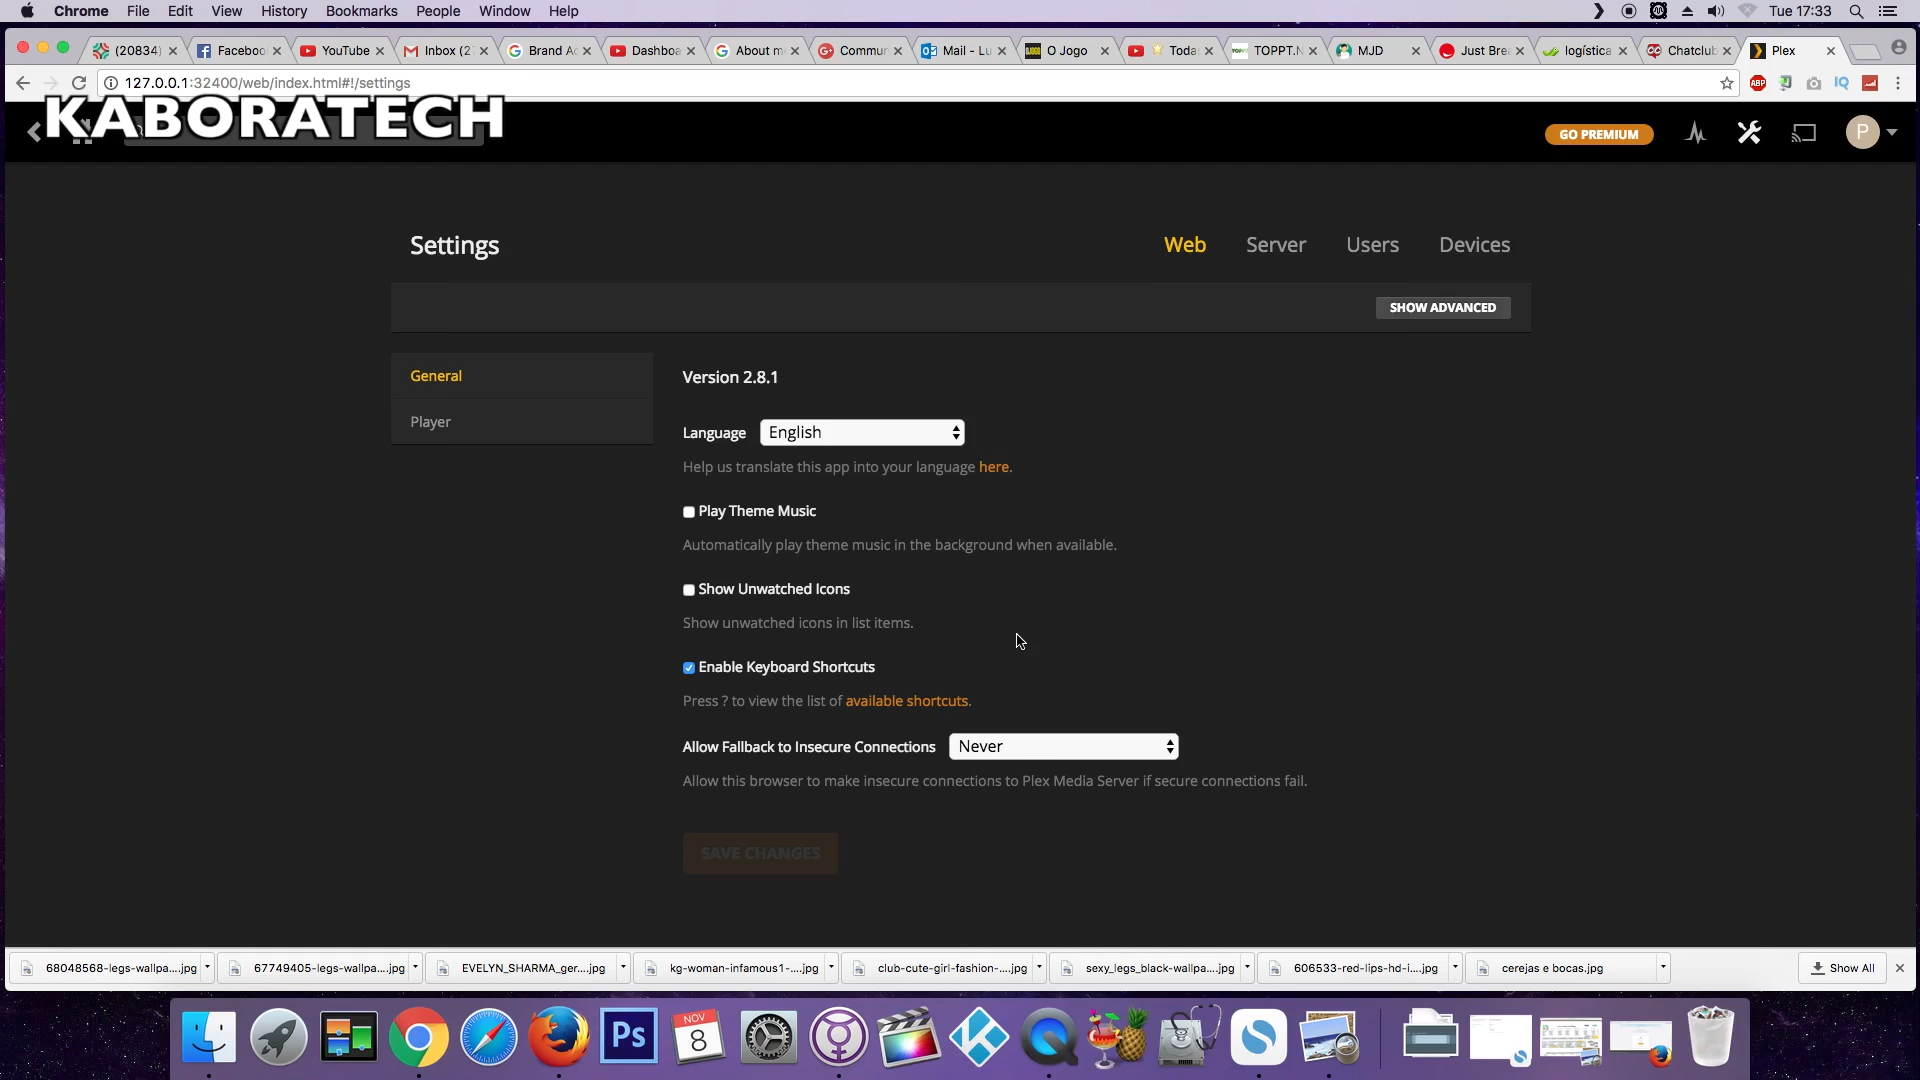 Chrome File Edit View History Bookmarks People Window Help Tue 17:33
(20834) Facebook YouTube Inbox (2 Brand Ac Dashboa About m Commun Mail - Lu O Jogo Toda TOPPT.N MJD Just Brea logística Chatclub Plex
127.0.0.1:32400/web/index.html#!/settings ABP IQ
KABORATECH
GO PREMIUM P
Settings Web Server Users Devices
SHOW ADVANCED
General
Player
Version 2.8.1
Language English
Help us translate this app into your language here.
Play Theme Music
Automatically play theme music in the background when available.
Show Unwatched Icons
Show unwatched icons in list items.
Enable Keyboard Shortcuts
Press ? to view the list of available shortcuts.
Allow Fallback to Insecure Connections Never
Allow this browser to make insecure connections to Plex Media Server if secure connections fail.
SAVE CHANGES
68048568-legs-wallpa....jpg 67749405-legs-wallpa....jpg EVELYN_SHARMA_ger....jpg kg-woman-infamous1-....jpg club-cute-girl-fashion-....jpg sexy_legs_black-wallpa....jpg 606533-red-lips-hd-i....jpg cerejas e bocas.jpg Show All
Ps NOV 8